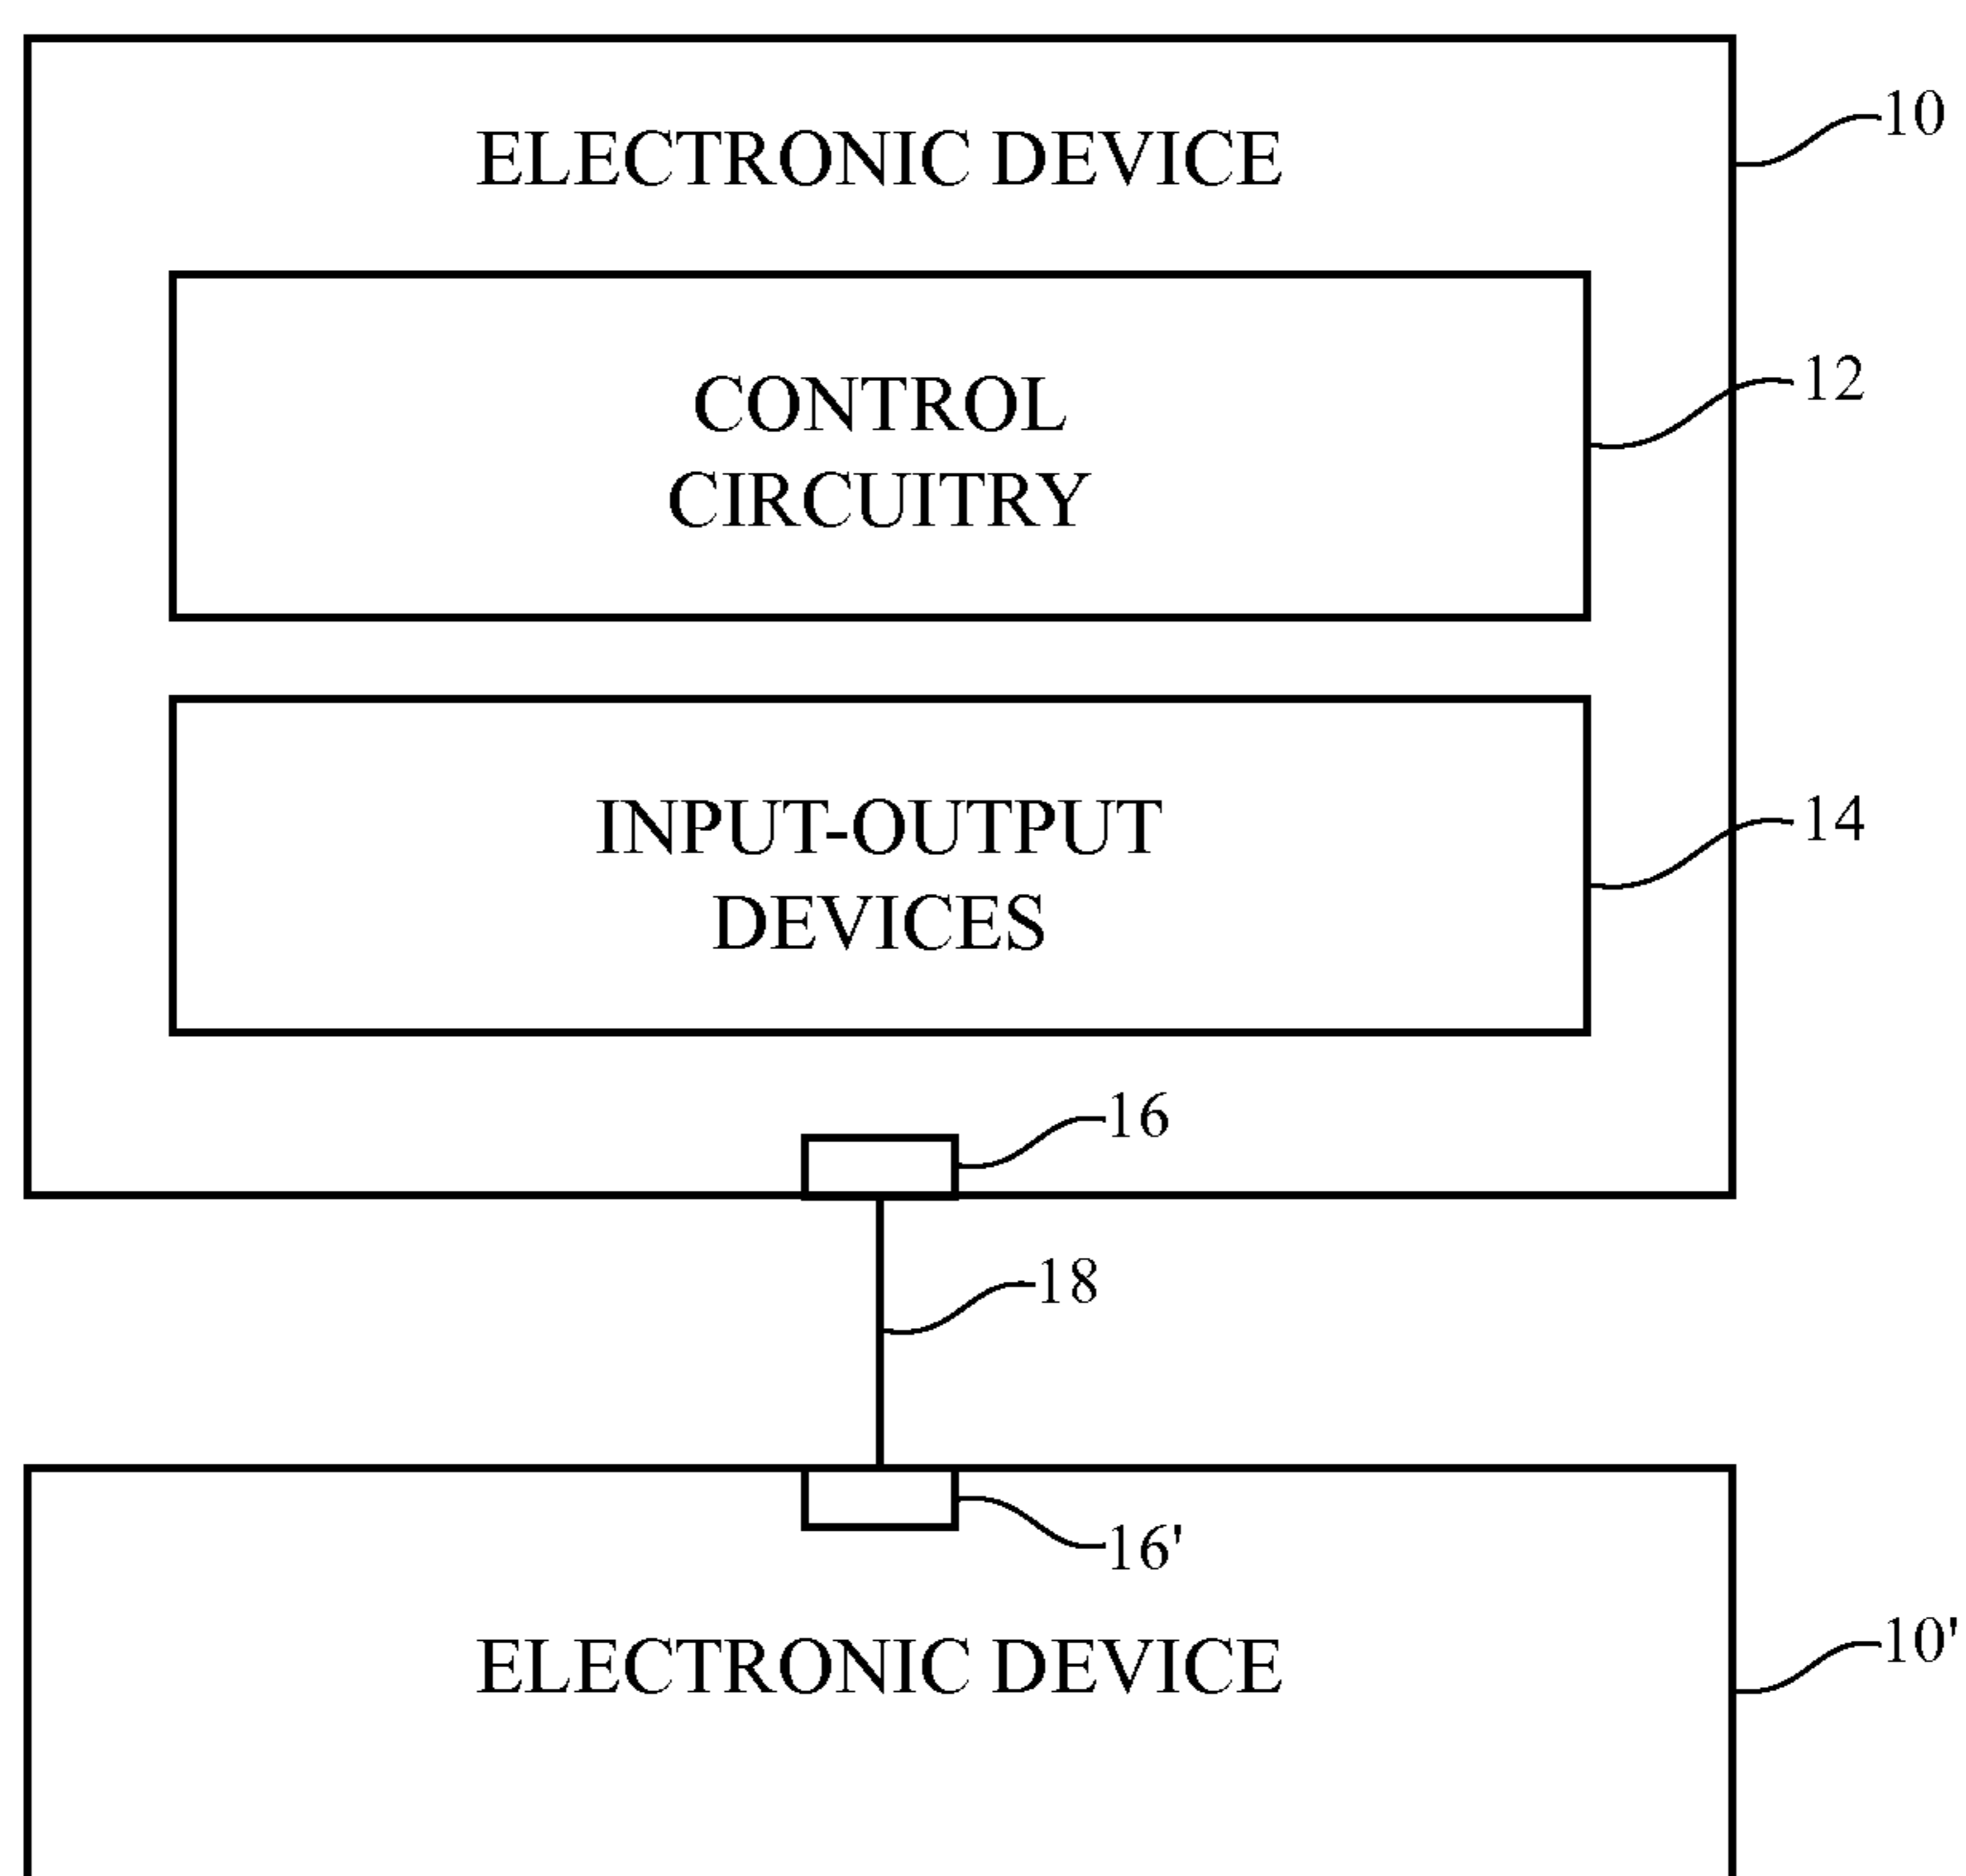 ELECTRONIC DEVICE
10
CONTROL
CIRCUITRY
12
INPUT-OUTPUT
DEVICES
14
16
18
16'
ELECTRONIC DEVICE
10'